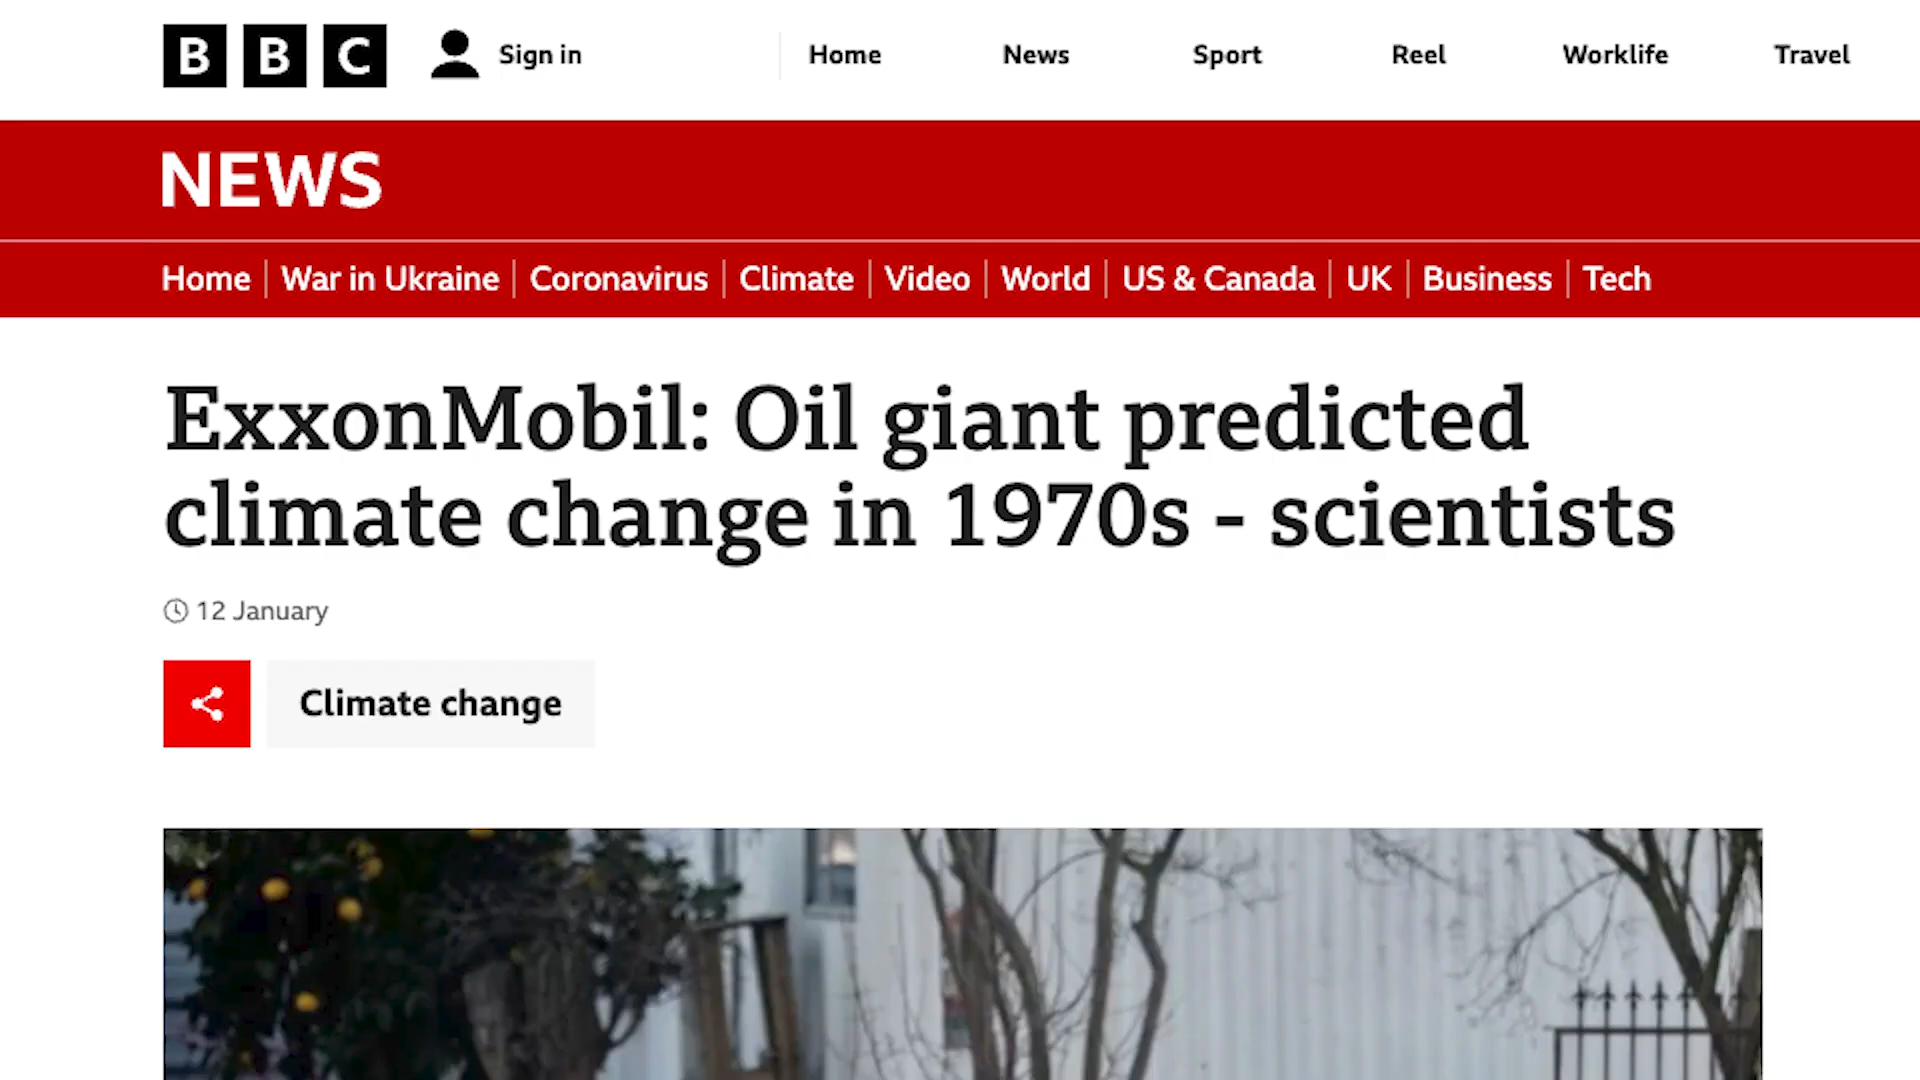 BBC Sign in Home News Sport Reel Worklife Travel
NEWS
Home War in Ukraine Coronavirus Climate Video World US & Canada UK Business Tech
ExxonMobil: Oil giant predicted
climate change in 1970s - scientists
12 January
Climate change